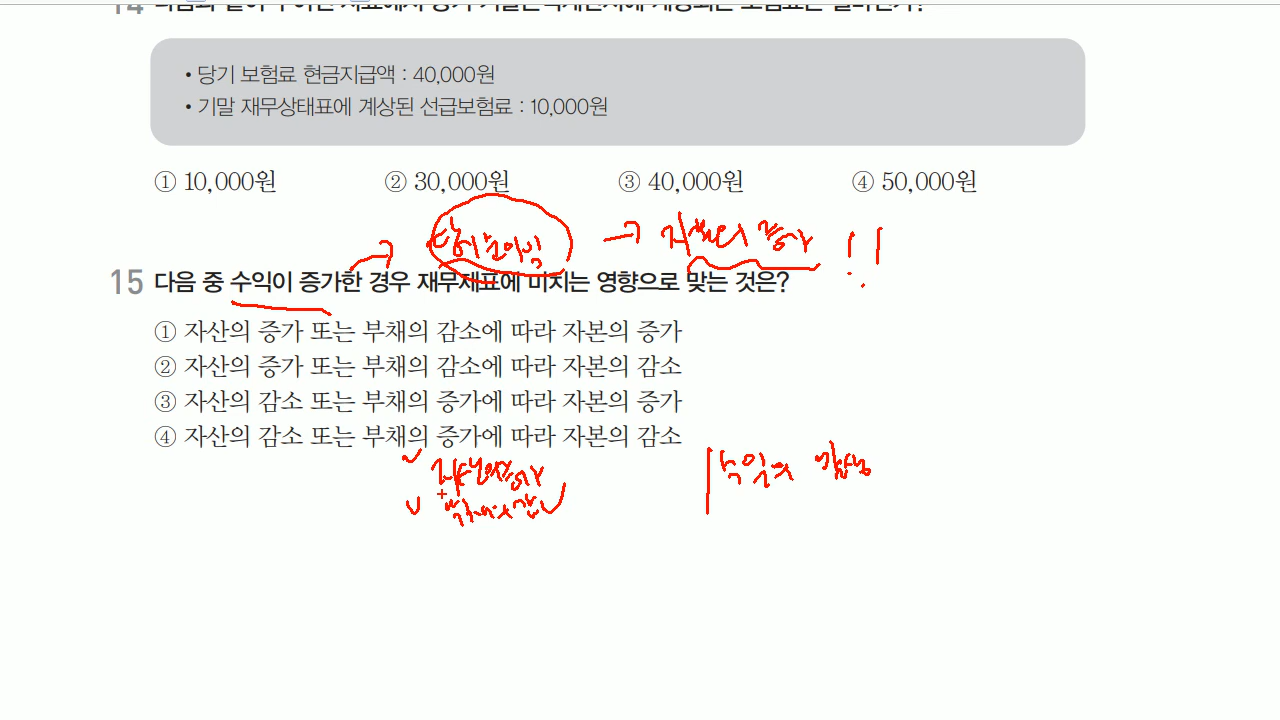 • 당기 보험료 현금지급액 : 40,000원
• 기말 재무상태표에 계상된 선급보험료 : 10,000원
① 10,000원 ② 30,000원 ③ 40,000원 ④ 50,000원
→ 당기순이익 → 자본의 증가 !!
15 다음 중 수익이 증가한 경우 재무제표에 미치는 영향으로 맞는 것은?
① 자산의 증가 또는 부채의 감소에 따라 자본의 증가
② 자산의 증가 또는 부채의 감소에 따라 자본의 감소
③ 자산의 감소 또는 부채의 증가에 따라 자본의 증가
④ 자산의 감소 또는 부채의 증가에 따라 자본의 감소
수익의